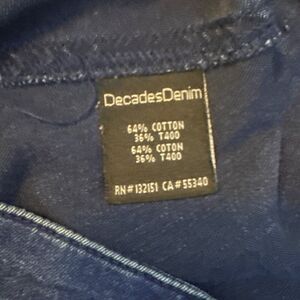 DecadesDenim
64% COTTON
36% T400
64% COTON
36% T400
RN#132151 CA#55340